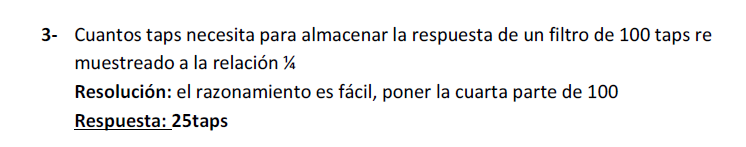 3- Cuantos taps necesita para almacenar la respuesta de un filtro de 100 taps re
muestreado a la relación ¼
Resolución: el razonamiento es fácil, poner la cuarta parte de 100
Respuesta: 25taps